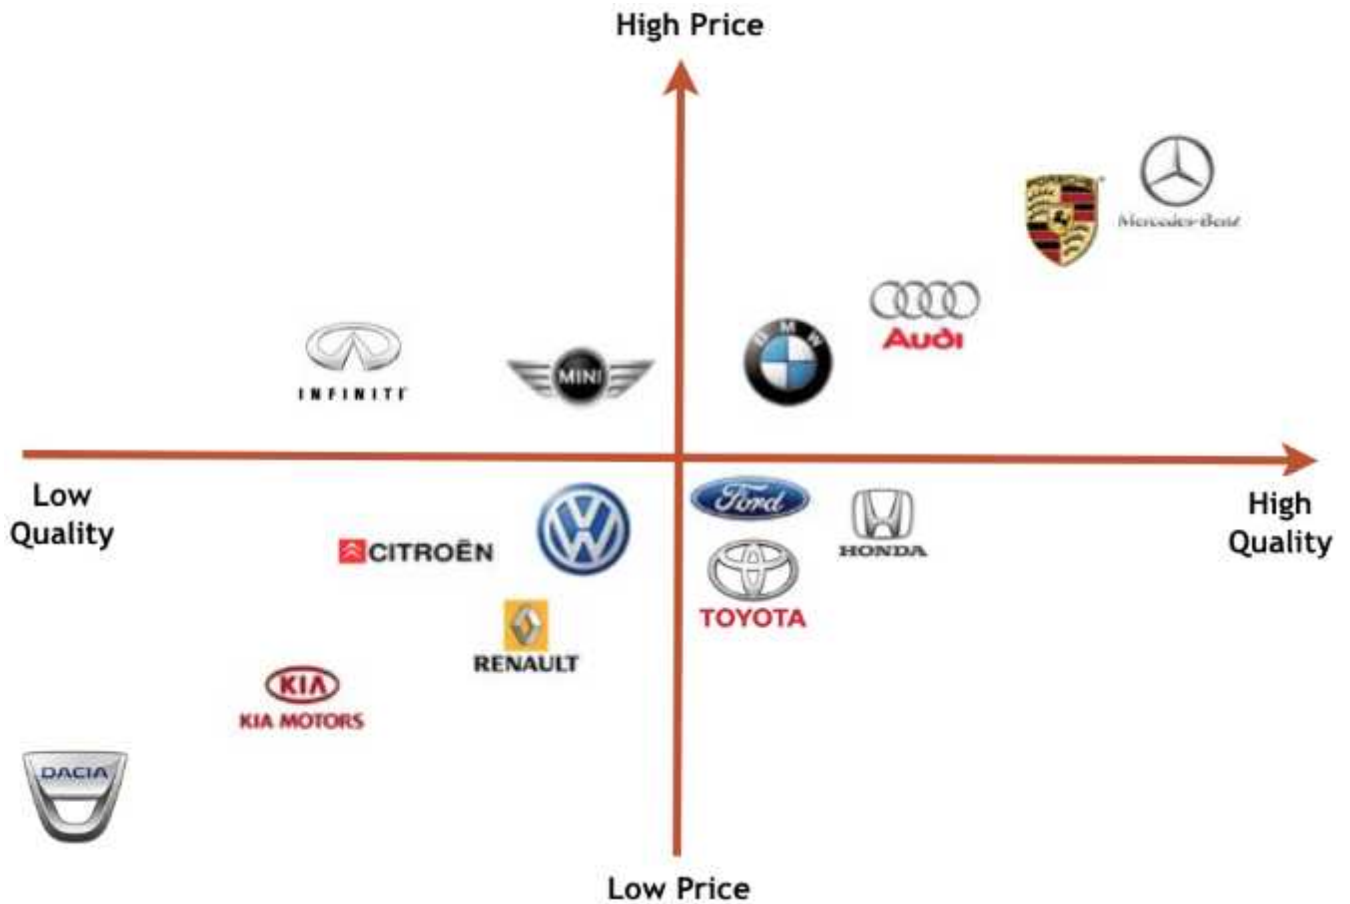 High Price
PORSCHE
Mercedes-Benz
Audi
BMW
INFINITI
MINI
Low
Quality
High
Quality
Ford
HONDA
CITROËN
TOYOTA
RENAULT
KIA
KIA MOTORS
DACIA
Low Price